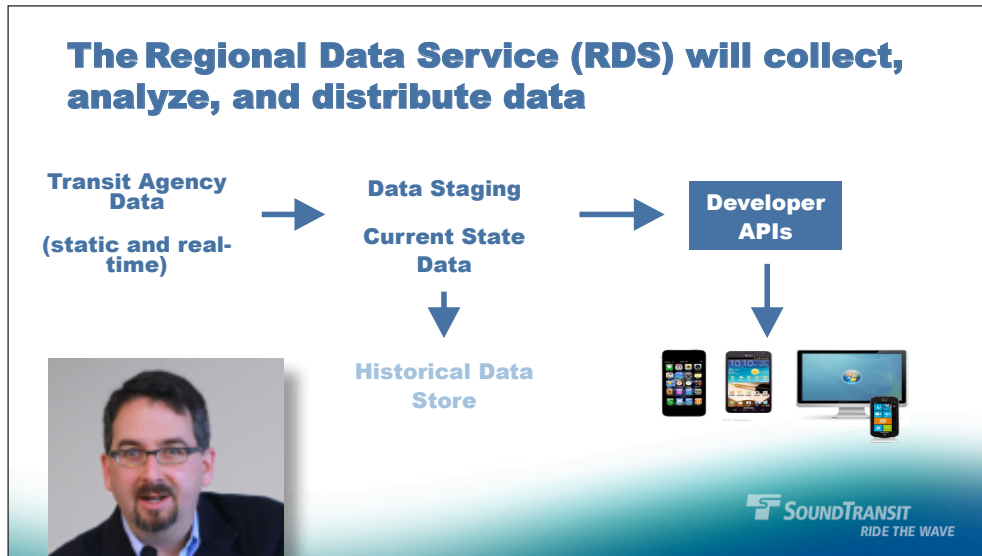 The Regional Data Service (RDS) will collect,
analyze, and distribute data
Transit Agency
Data
(static and real-
time)
Data Staging
Current State
Data
Developer
APIs
Historical Data
Store
SOUNDTRANSIT
RIDE THE WAVE